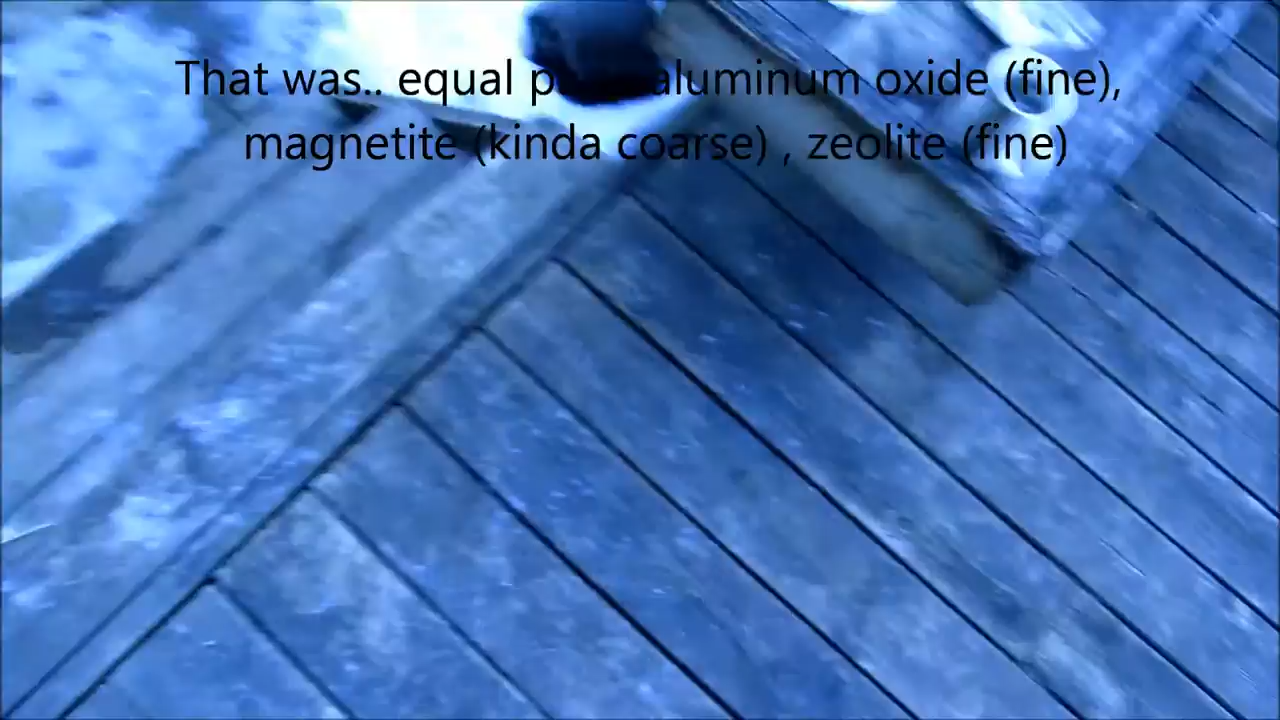 That was.. equal aluminum oxide (fine),
magnetite (kinda coarse) , zeolite (fine)